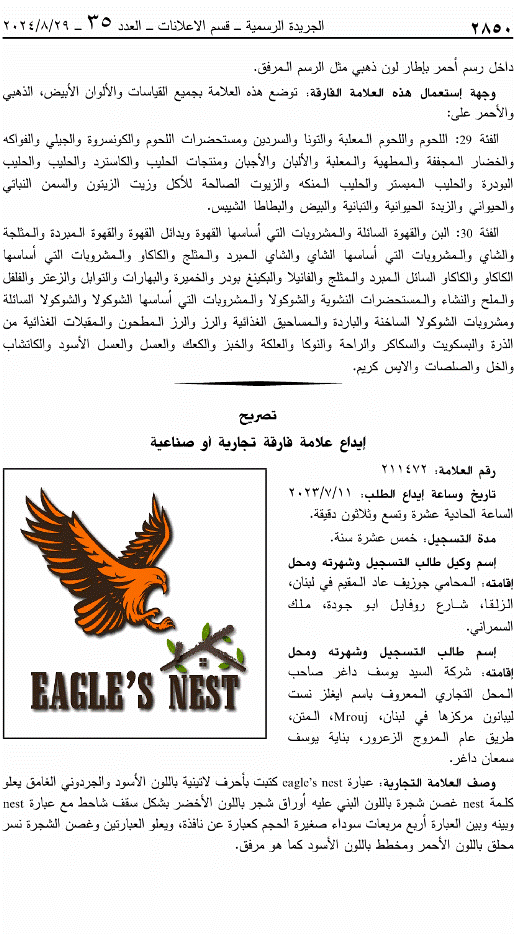 ٢٨٥٠
الجريدة الرسمية ــ قسم الاعلانات ــ العدد ٣٥ ــ ٢٠٢٤/٨/٢٩
داخل رسم أحمر بإطار لون ذهبي مثل الرسم المرفق.
وجهة إستعمال هذه العلامة الفارقة: توضع هذه العلامة بجميع القياسات والألوان الأبيض، الذهبي
والأحمر على:
الفئة 29: اللحوم واللحوم المعلبة والتونا والسردين ومستحضرات اللحوم والكونسروة والجيلي والفواكه
والخضار المجففة والمطهية والمعلبة والألبان والأجبان ومنتجات الحليب والكاسترد والحليب والحليب
البودرة والحليب المبستر والحليب المنكه والزيوت الصالحة للأكل وزيت الزيتون والسمن النباتي
والحيواني والزبدة الحيوانية والنباتية والبيض والبطاطا الشيبس.
الفئة 30: البن والقهوة السائلة والمشروبات التي أساسها القهوة وبدائل القهوة والقهوة المبردة والمثلجة
والشاي والمشروبات التي أساسها الشاي والشاي المبرد والمثلج والكاكاو والمشروبات التي أساسها
الكاكاو والكاكاو السائل المبرد والمثلج والفانيلا والبكينغ بودر والخميرة والبهارات والتوابل والزعتر والفلفل
والملح والنشاء والمستحضرات النشوية والشوكولا والمشروبات التي أساسها الشوكولا والشوكولا السائلة
ومشروبات الشوكولا الساخنة والباردة والمساحيق الغذائية والرز والرز المطحون والمقبلات الغذائية من
الذرة والبسكويت والسكاكر والراحة والنوكا والعلكة والخبز والكعك والعسل والعسل الأسود والكاتشاب
والخل والصلصات والايس كريم.
تصريح
إيداع علامة فارقة تجارية او صناعية
رقم العلامة: ٢١١٤٧٢
تاريخ وساعة إيداع الطلب: ٢٠٢٣/٧/١١
الساعة الحادية عشرة وتسع وثلاثون دقيقة.
مدة التسجيل: خمس عشرة سنة.
إسم وكيل طالب التسجيل وشهرته ومحل
إقامته: المحامي جوزيف عاد المقيم في لبنان،
الزلقا، شارع روفايل ابو جودة، ملك
السمراني.
إسم طالب التسجيل وشهرته ومحل
إقامته: شركة السيد يوسف داغر صاحب
المحل التجاري المعروف باسم ايغلز نست
ليبانون مركزها في لبنان، Mrouj، المتن،
طريق عام المروج الزعرور، بناية يوسف
سمعان داغر.
EAGLE'S NEST
وصف العلامة التجارية: عبارة eagle's nest كتبت بأحرف لاتينية باللون الأسود والجردوني الغامق يعلو
كلمة nest غصن شجرة باللون البني عليه أوراق شجر باللون الأخضر بشكل سقف شاحط مع عبارة nest
وبينه وبين العبارة أربع مربعات سوداء صغيرة الحجم كعبارة عن نافذة، ويعلو العبارتين وغصن الشجرة نسر
محلق باللون الأحمر ومخطط باللون الأسود كما هو مرفق.